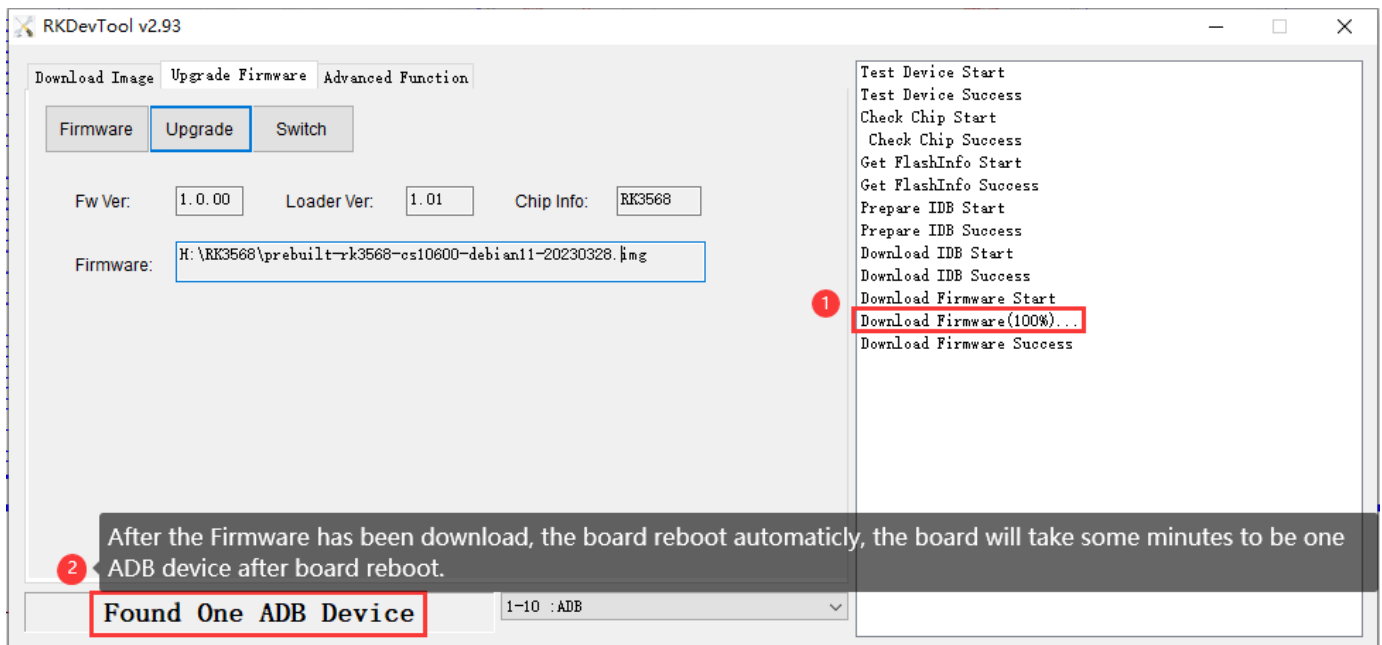 RKDevTool v2.93
Download Image Upgrade Firmware Advanced Function
Firmware Upgrade Switch
Fw Ver: 1.0.00 Loader Ver: 1.01 Chip Info: RK3568
Firmware: H:\RK3568\prebuilt-rk3568-cs10600-debian11-20230328.img
Test Device Start
Test Device Success
Check Chip Start
Check Chip Success
Get FlashInfo Start
Get FlashInfo Success
Prepare IDB Start
Prepare IDB Success
Download IDB Start
Download IDB Success
Download Firmware Start
1 Download Firmware(100%)...
Download Firmware Success
After the Firmware has been download, the board reboot automaticly, the board will take some minutes to be one
2 ADB device after board reboot.
Found One ADB Device 1-10 :ADB